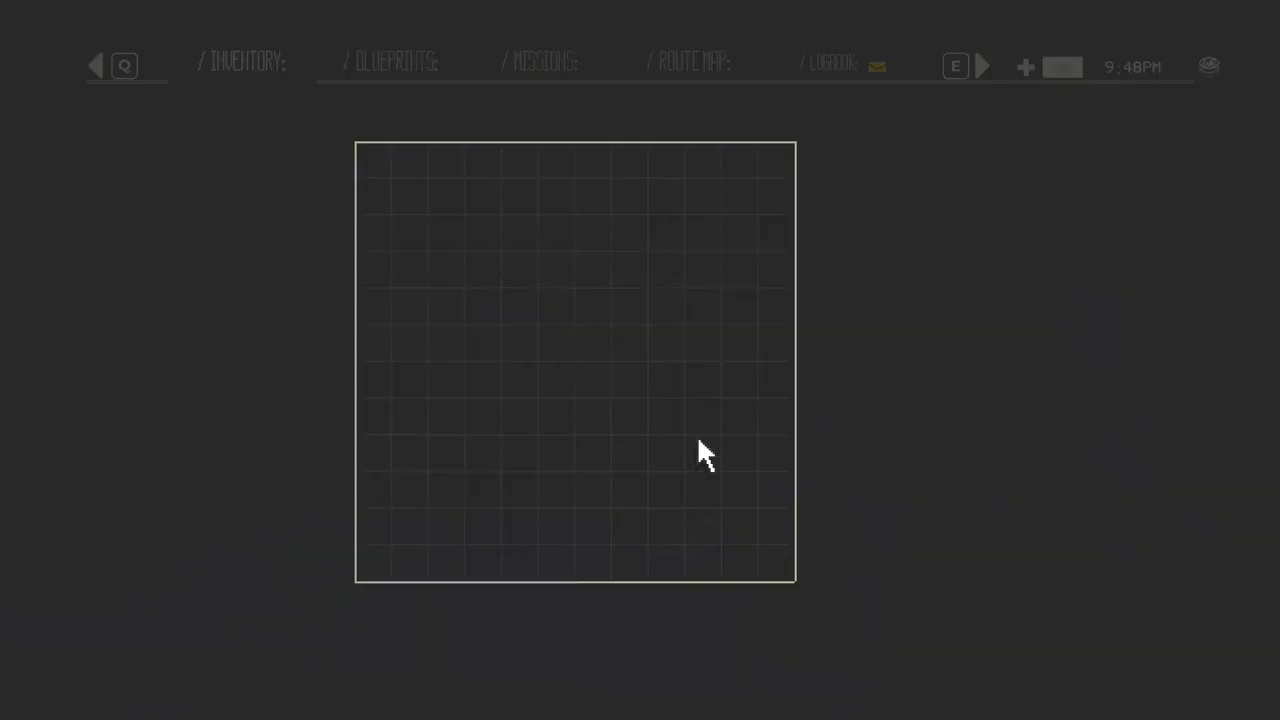 Q / INVENTORY: / BLUEPRINTS: / MISSIONS: / ROUTE MAP: / LOGBOOK: E 9:48PM